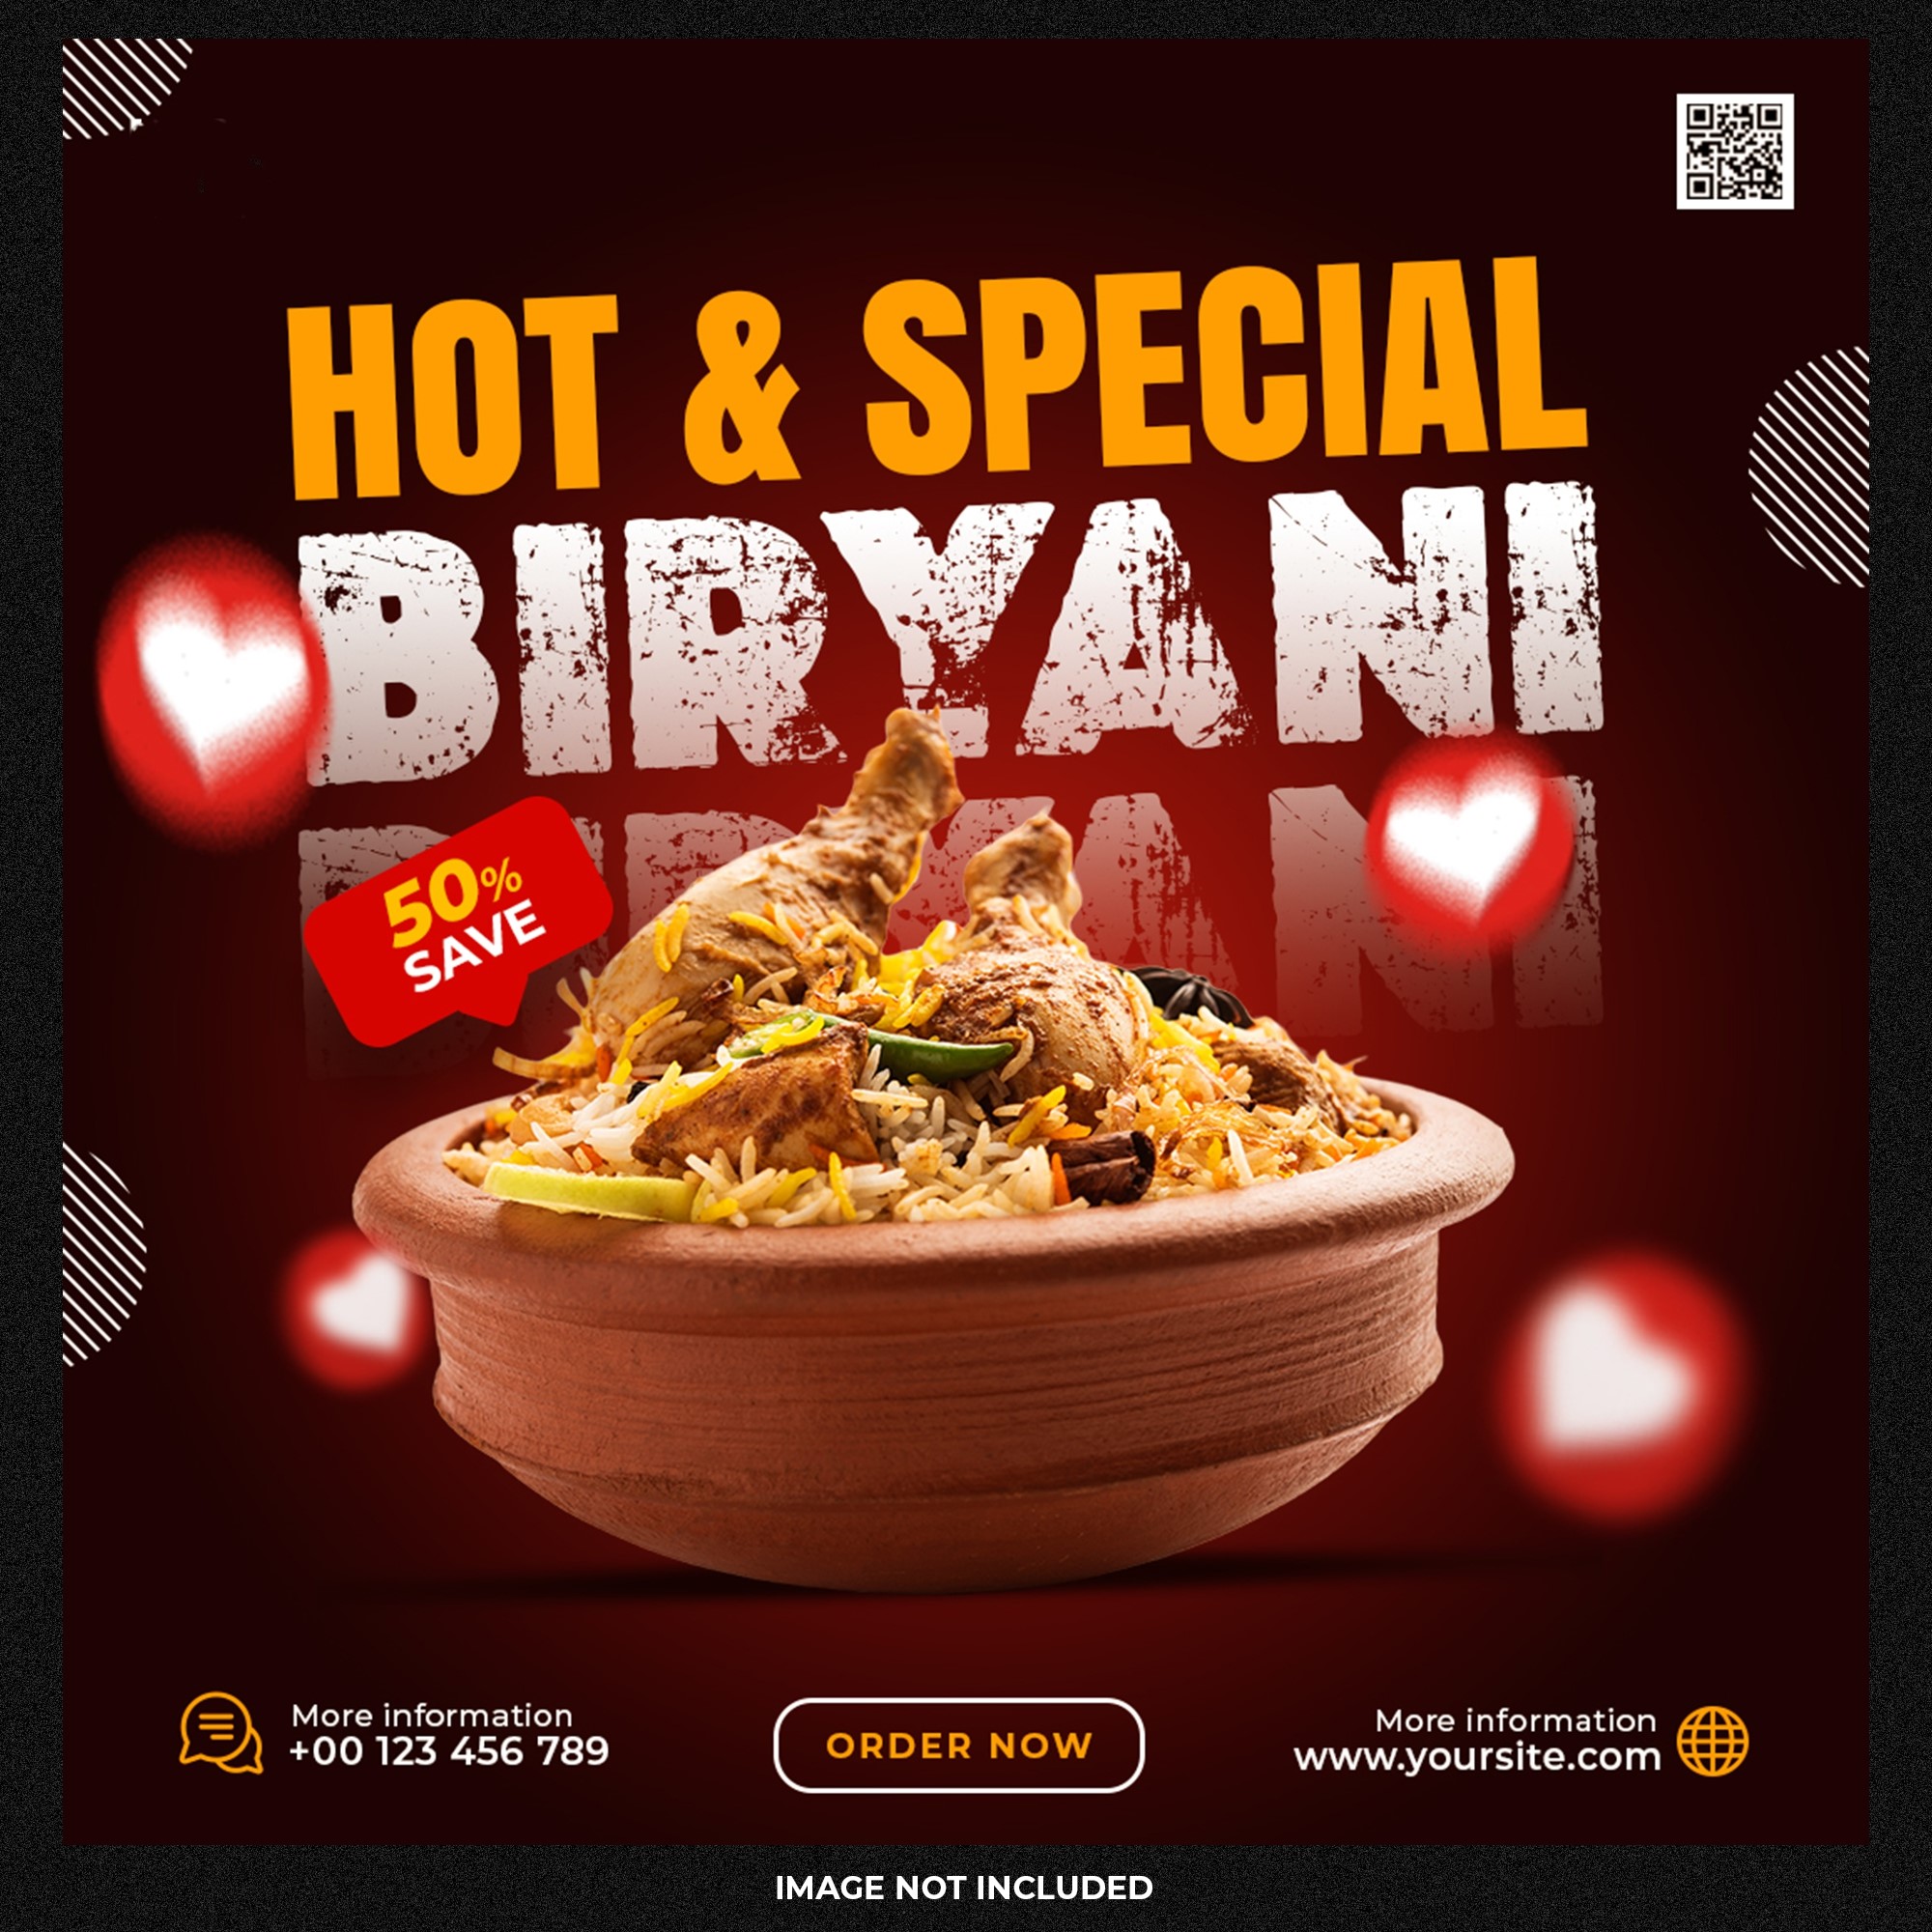 HOT & SPECIAL
BIRYANI
BIRYANI
50%
SAVE
More information
+00 123 456 789
ORDER NOW
More information
www.yoursite.com
IMAGE NOT INCLUDED